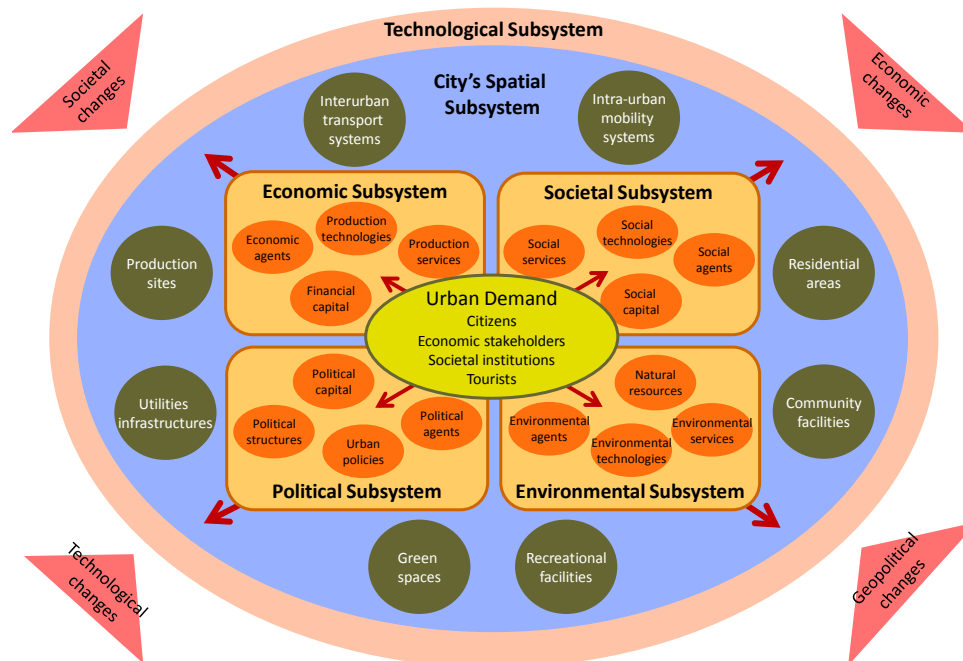 Technological Subsystem
Societal
changes
Economic
changes
City's Spatial
Subsystem
Interurban
transport
systems
Intra-urban
mobility
systems
Economic Subsystem
Production
technologies
Economic
agents
Production
services
Financial
capital
Societal Subsystem
Social
technologies
Social
services
Social
agents
Social
capital
Production
sites
Residential
areas
Urban Demand
Citizens
Economic stakeholders
Societal institutions
Tourists
Utilities
infrastructures
Community
facilities
Political
capital
Political
structures
Political
agents
Urban
policies
Political Subsystem
Natural
resources
Environmental
agents
Environmental
services
Environmental
technologies
Environmental Subsystem
Green
spaces
Recreational
facilities
Technological
changes
Geopolitical
changes